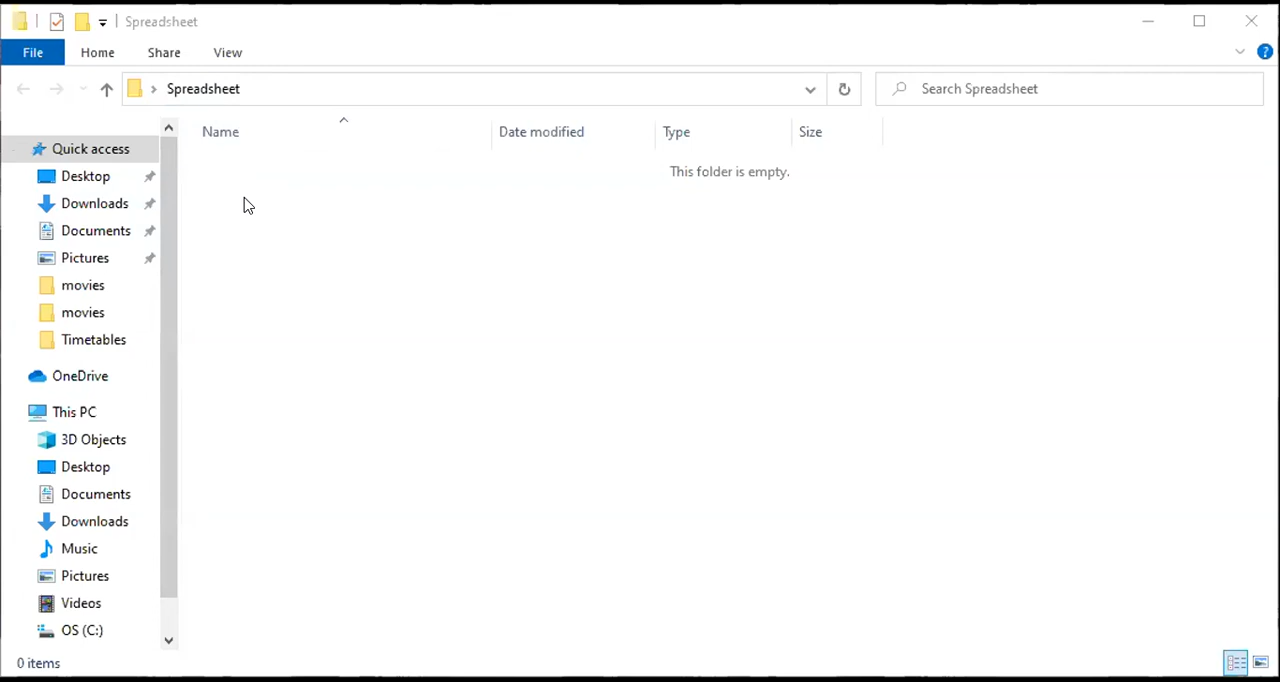 Spreadsheet
File Home Share View
Spreadsheet
Search Spreadsheet
Name Date modified Type Size
This folder is empty.
Quick access
Desktop
Downloads
Documents
Pictures
movies
movies
Timetables
OneDrive
This PC
3D Objects
Desktop
Documents
Downloads
Music
Pictures
Videos
OS (C:)
0 items